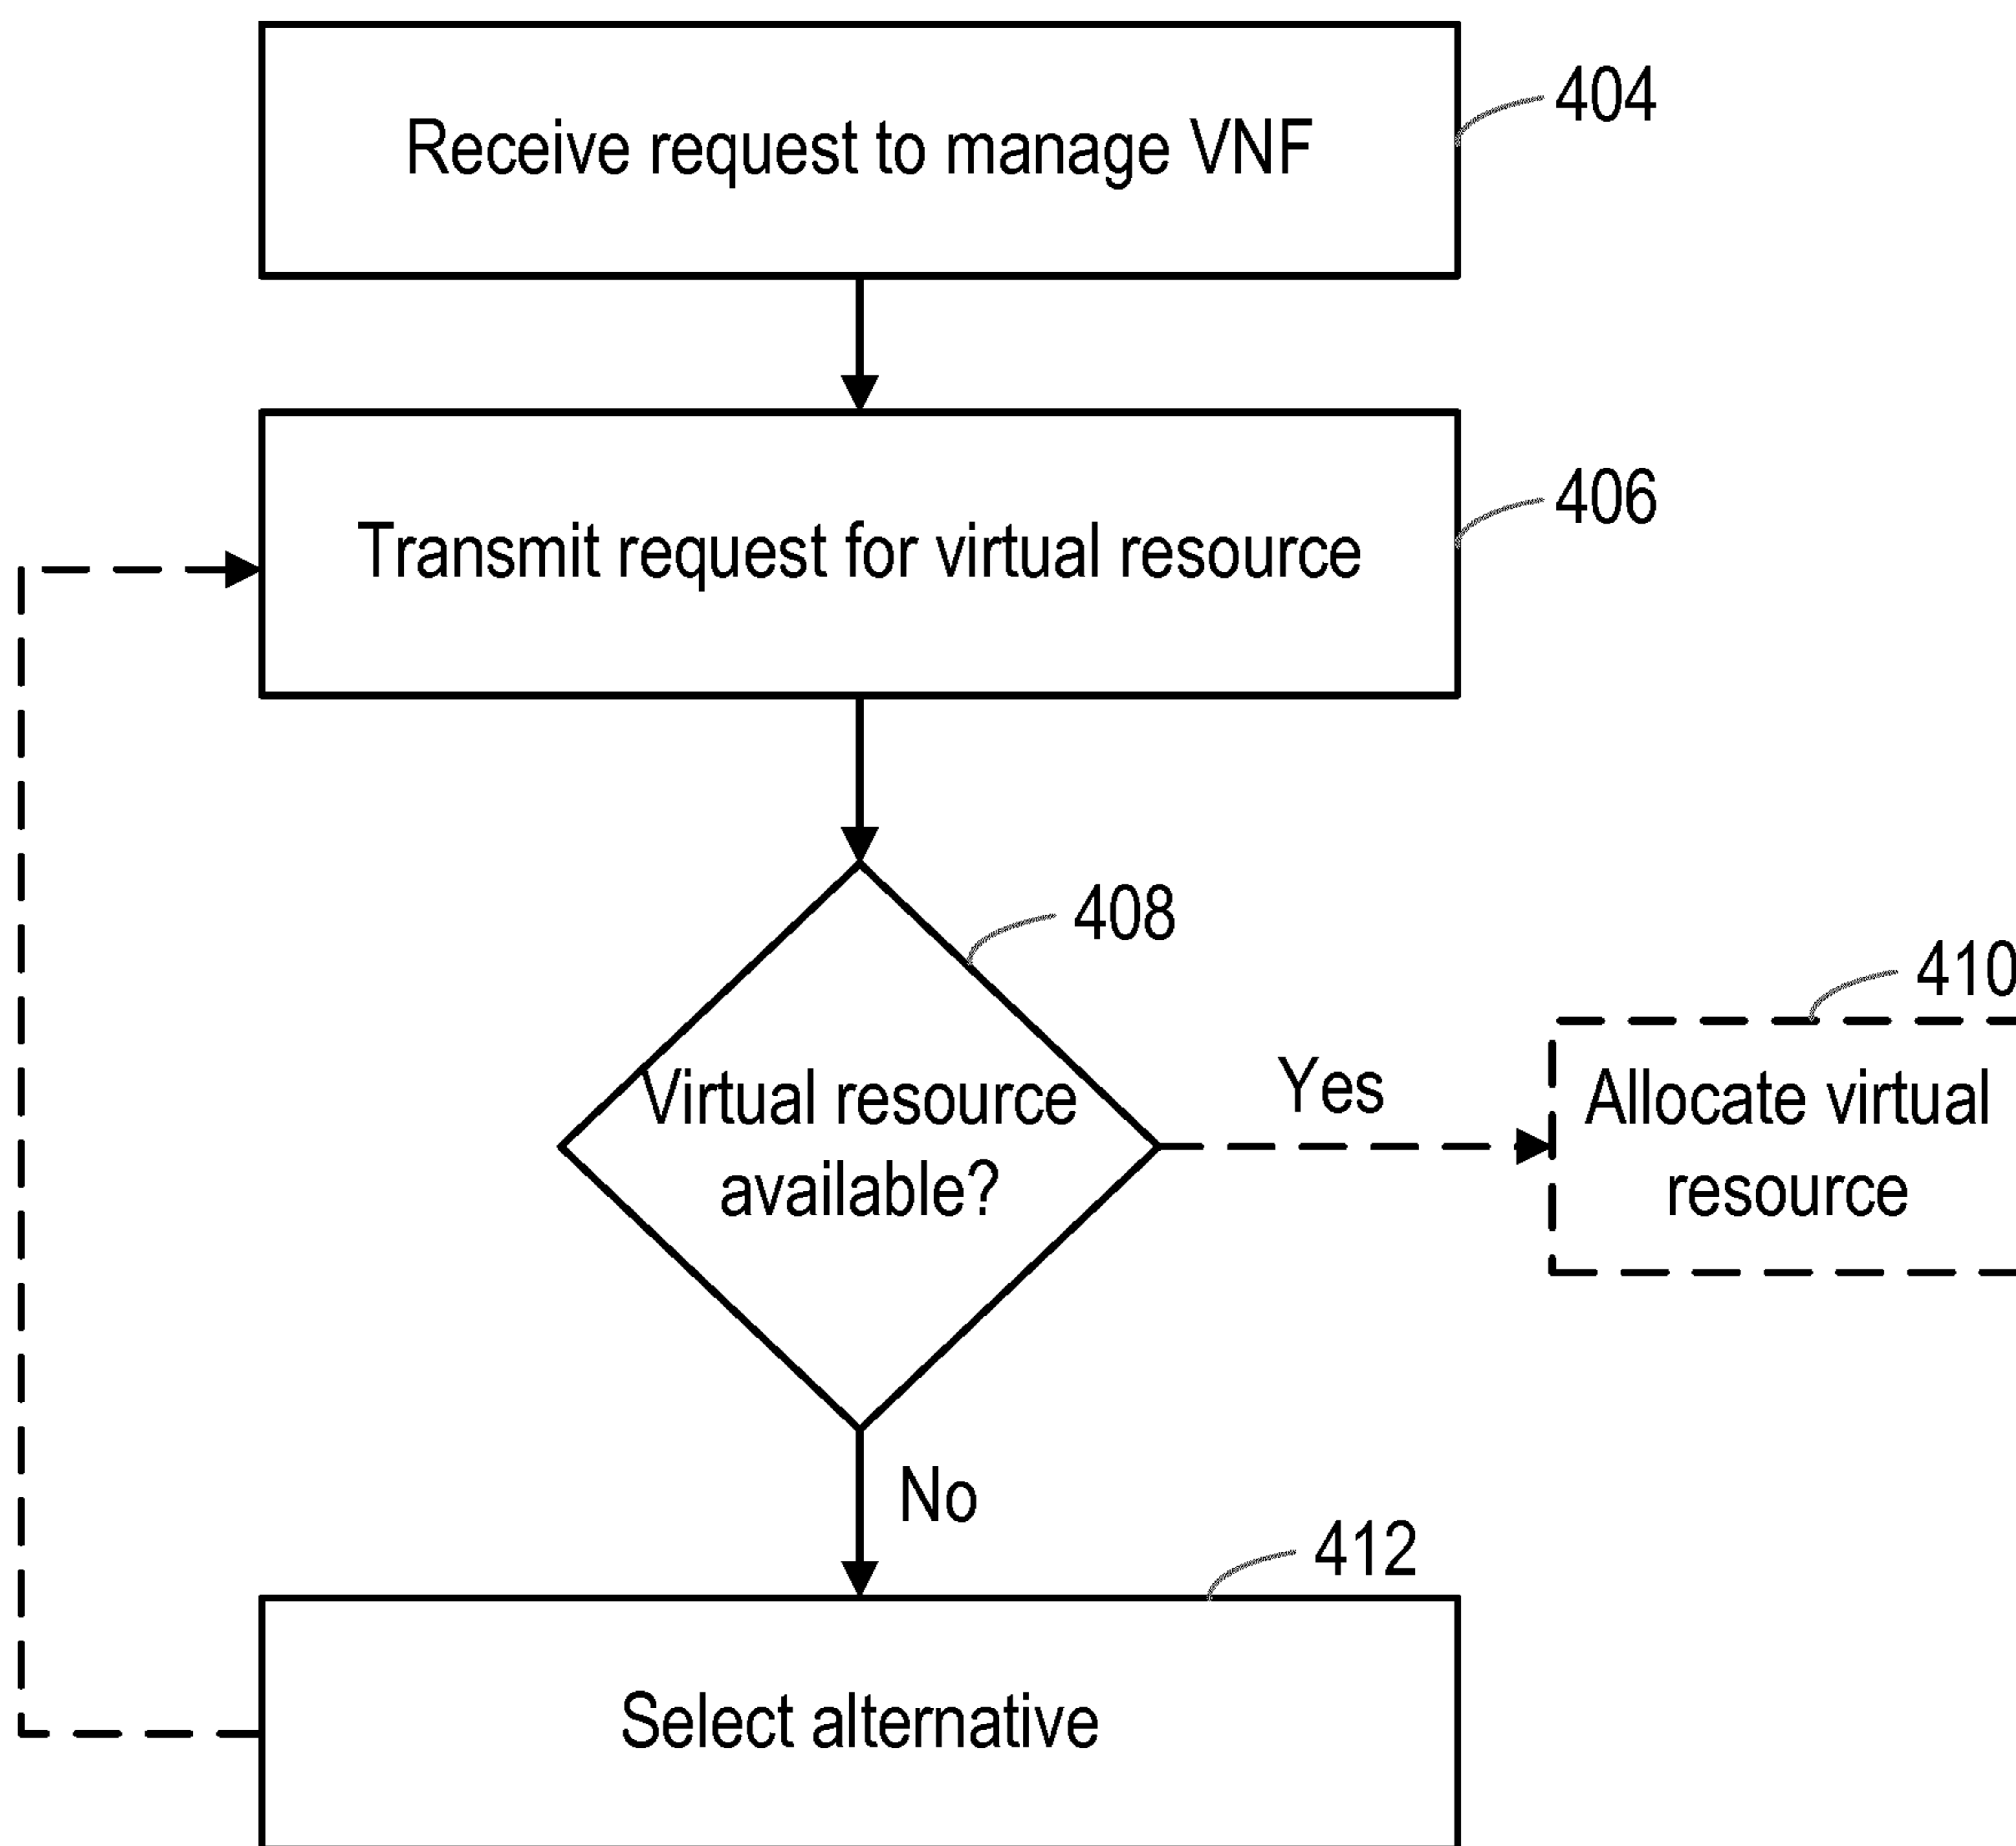 Receive request to manage VNF
404
Transmit request for virtual resource
406
408
Virtual resource
available?
Yes
410
Allocate virtual
resource
No
412
Select alternative